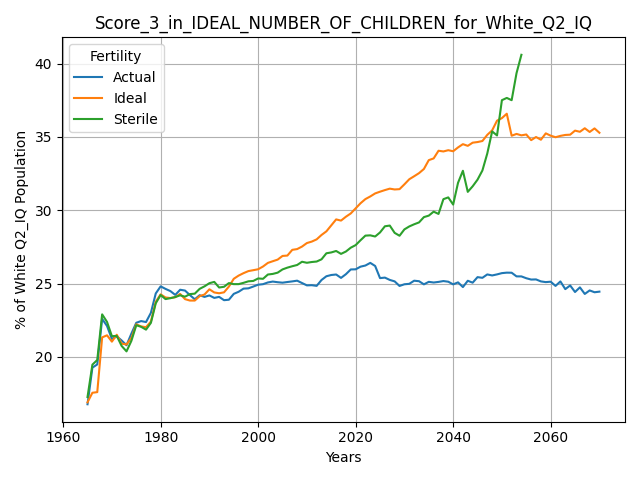 Score_3_in_IDEAL_NUMBER_OF_CHILDREN_for_White_Q2_IQ
Fertility
Actual
Ideal
Sterile
% of White Q2_IQ Population
40
35
30
25
20
1960
1980
2000
2020
2040
2060
Years